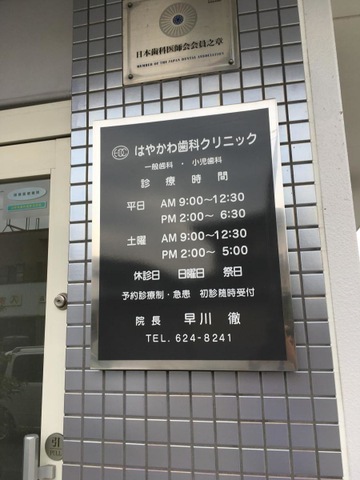 日本歯科医師会会員之章
MEMBER OF THE JAPAN DENTAL ASSOCIATION
はやかわ歯科クリニック
一般歯科 ・ 小児歯科
診療時間
平日 AM 9:00～12:30
PM 2:00～ 6:30
土曜 AM 9:00～12:30
PM 2:00～ 5:00
休診日 日曜日 祭日
予約診療制・急患 初診随時受付
院長 早川 徹
TEL. 624-8241
引
PULL